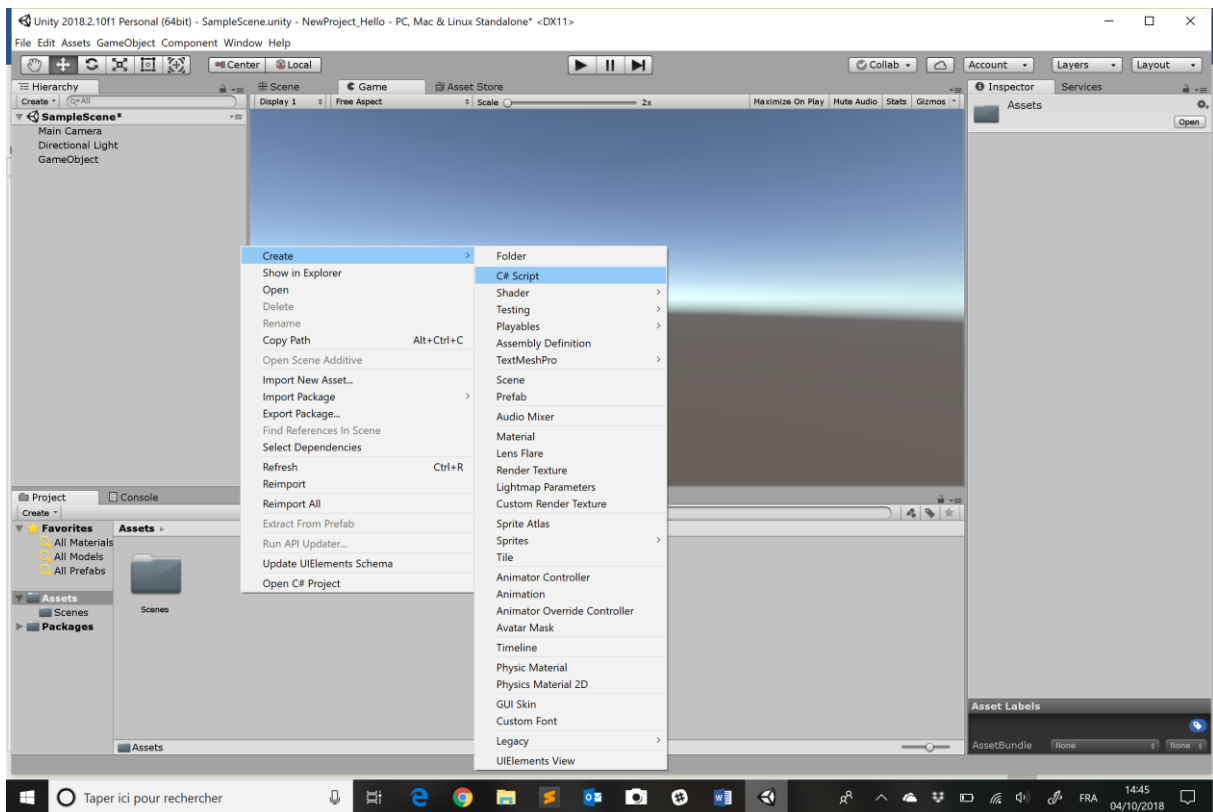 Unity 2018.2.10f1 Personal (64bit) - SampleScene.unity - NewProject_Hello - PC, Mac & Linux Standalone* <DX11>
File Edit Assets GameObject Component Window Help
Center Local Collab Account Layers Layout
Hierarchy
Create All
SampleScene*
Main Camera
Directional Light
GameObject
Scene Game Asset Store
Display 1 Free Aspect Scale 2x Maximize On Play Mute Audio Stats Gizmos
Inspector Services
Assets
Open
Create
Show in Explorer
Open
Delete
Rename
Copy Path Alt+Ctrl+C
Open Scene Additive
Import New Asset...
Import Package
Export Package...
Find References In Scene
Select Dependencies
Refresh Ctrl+R
Reimport
Reimport All
Extract From Prefab
Run API Updater...
Update UIElements Schema
Open C# Project
Folder
C# Script
Shader
Testing
Playables
Assembly Definition
TextMeshPro
Scene
Prefab
Audio Mixer
Material
Lens Flare
Render Texture
Lightmap Parameters
Custom Render Texture
Sprite Atlas
Sprites
Tile
Animator Controller
Animation
Animator Override Controller
Avatar Mask
Timeline
Physic Material
Physics Material 2D
GUI Skin
Custom Font
Legacy
UIElements View
Project Console
Create
Favorites
All Materials
All Models
All Prefabs
Assets
Scenes
Packages
Assets
Scenes
Assets
Asset Labels
AssetBundle None None
Taper ici pour rechercher
FRA
14:45
04/10/2018